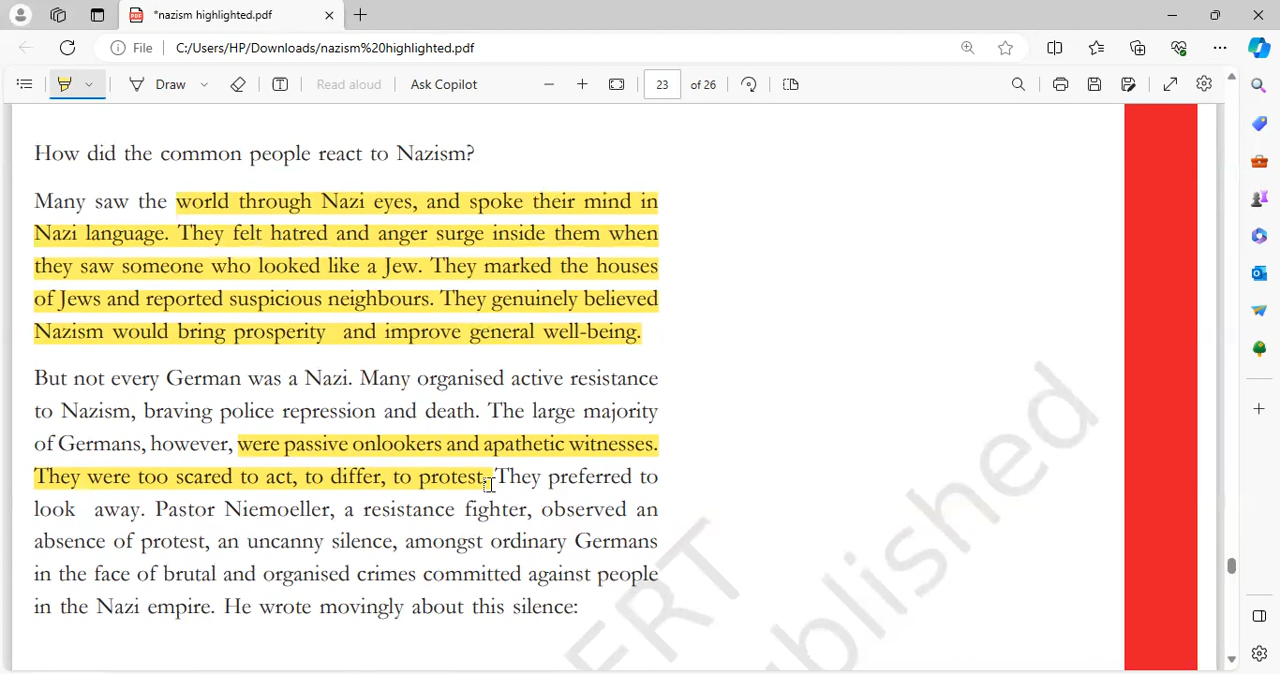 *nazism highlighted.pdf
File
C:/Users/HP/Downloads/nazism%20highlighted.pdf
Draw
Read aloud
Ask Copilot
23
of 26
How did the common people react to Nazism?
Many saw the world through Nazi eyes, and spoke their mind in
Nazi language. They felt hatred and anger surge inside them when
they saw someone who looked like a Jew. They marked the houses
of Jews and reported suspicious neighbours. They genuinely believed
Nazism would bring prosperity and improve general well-being.
But not every German was a Nazi. Many organised active resistance
to Nazism, braving police repression and death. The large majority
of Germans, however, were passive onlookers and apathetic witnesses.
They were too scared to act, to differ, to protest. They preferred to
look away. Pastor Niemoeller, a resistance fighter, observed an
absence of protest, an uncanny silence, amongst ordinary Germans
in the face of brutal and organised crimes committed against people
in the Nazi empire. He wrote movingly about this silence:
ERT
ublished